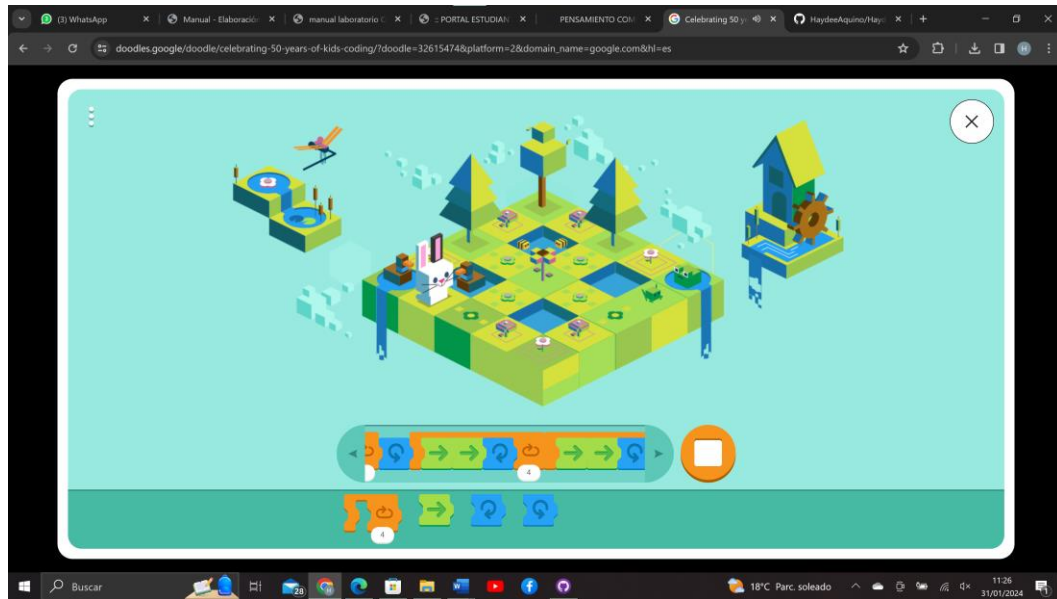 (3) WhatsApp
Manual - Elaboració
manual laboratorio C
:: PORTAL ESTUDIAN
PENSAMIENTO COM
Celebrating 50 y
HaydeeAquino/Hay
doodles.google/doodle/celebrating-50-years-of-kids-coding/?doodle=32615474&platform=2&domain_name=google.com&hl=es
H
4
4
Buscar
28
18°C Parc. soleado
11:26
31/01/2024
1